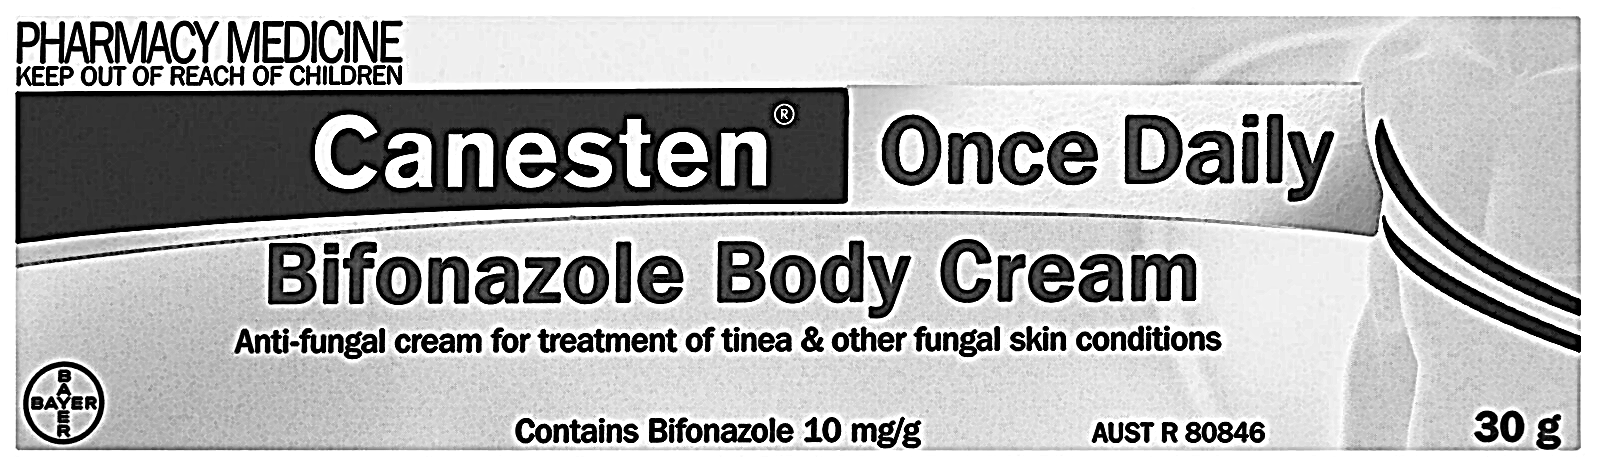 PHARMACY MEDICINE
KEEP OUT OF REACH OF CHILDREN
Canesten® Once Daily
Bifonazole Body Cream
Anti-fungal cream for treatment of tinea & other fungal skin conditions
BAYER
BAYER
Contains Bifonazole 10 mg/g
AUST R 80846
30 g